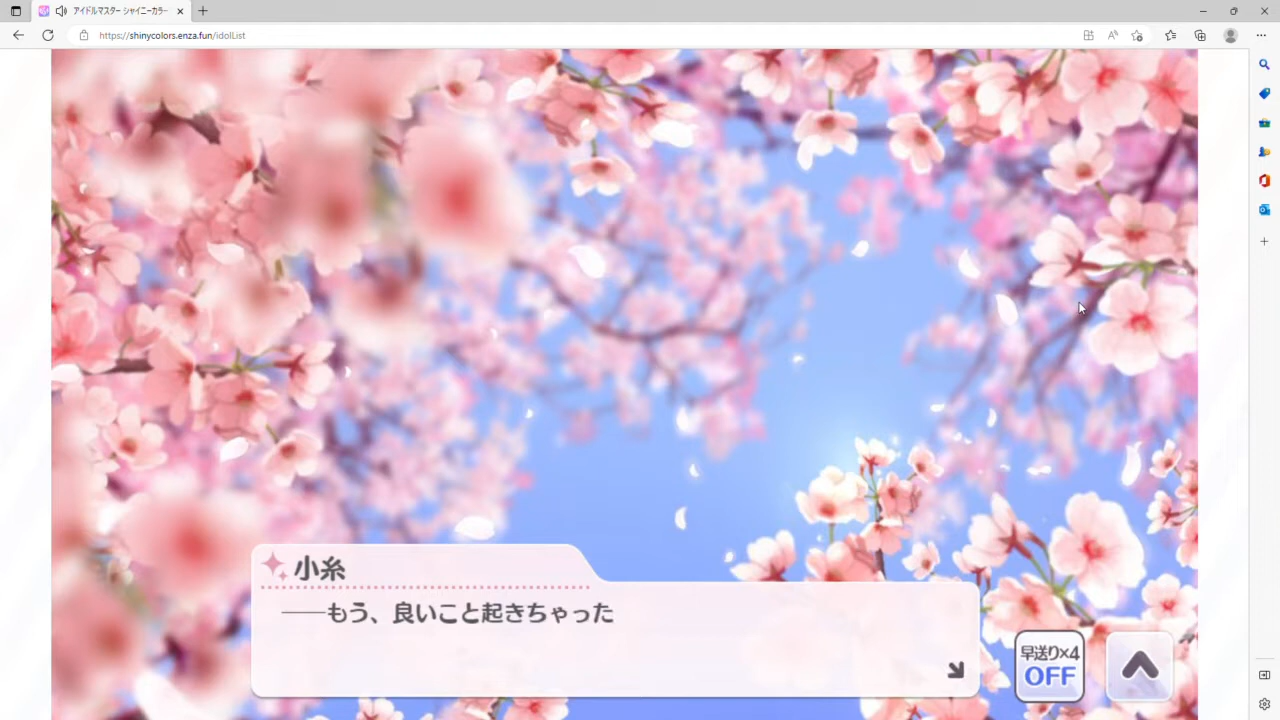 アイドルマスター シャイニーカラー
https://shinycolors.enza.fun/idolList
小糸
――もう、良いこと起きちゃった
早送り×4
OFF